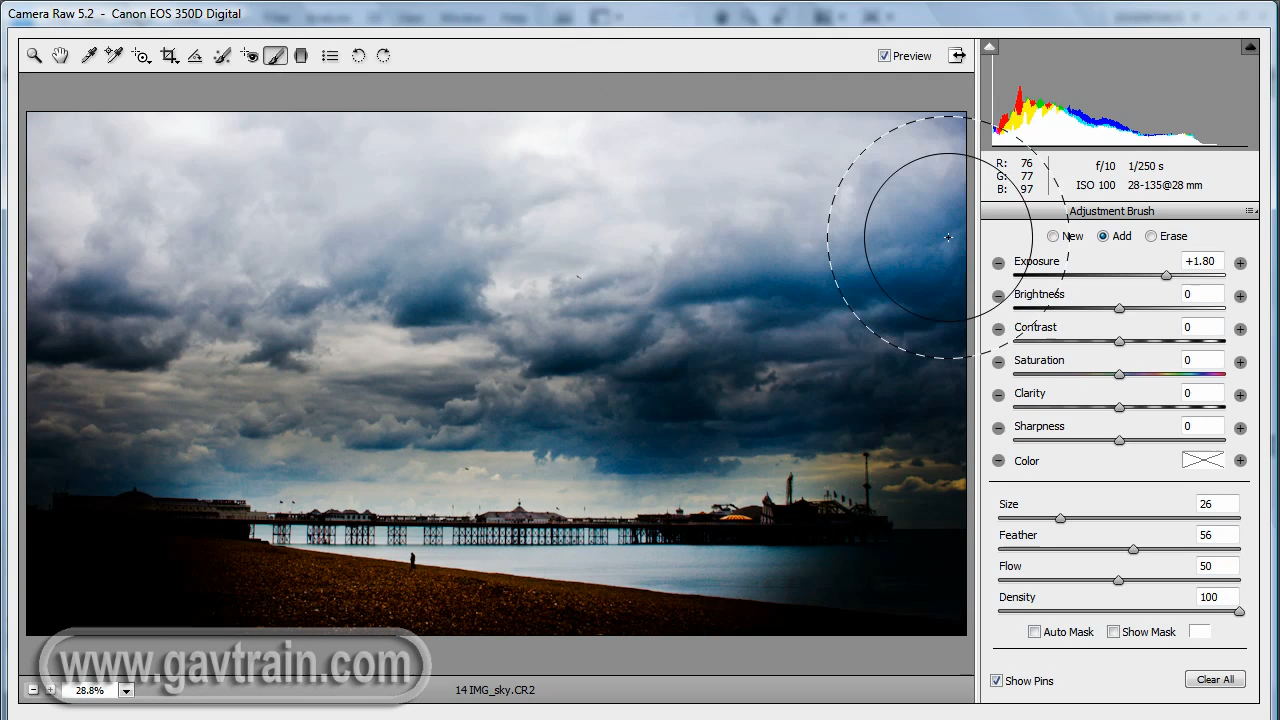 Camera Raw 5.2 - Canon EOS 350D Digital
Preview
R: 76
G: 77
B: 97
f/10 1/250 s
ISO 100 28-135@28 mm
Adjustment Brush
New Add Erase
Exposure +1.80
Brightness 0
Contrast 0
Saturation 0
Clarity 0
Sharpness 0
Color
Size 26
Feather 56
Flow 50
Density 100
Auto Mask Show Mask
Show Pins Clear All
www.gavtrain.com
28.8% 14 IMG_sky.CR2